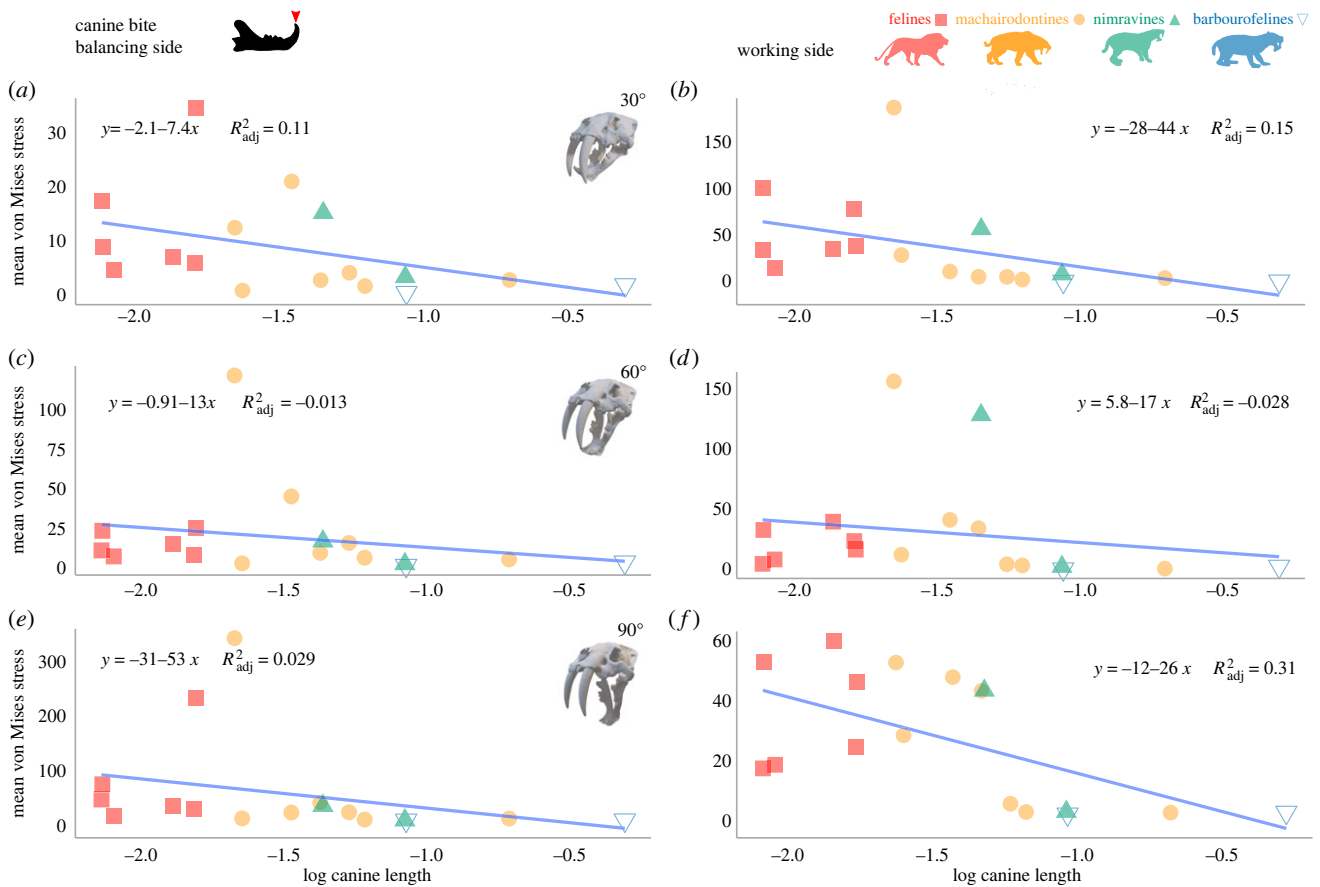 canine bite
balancing side
working side
felines machairodontines nimravines barbourofelines
(a)
30°
y= –2.1–7.4x R²adj = 0.11
mean von Mises stress
30
20
10
0
–2.0 –1.5 –1.0 –0.5
(b)
y = –28–44 x R²adj = 0.15
150
100
50
0
–2.0 –1.5 –1.0 –0.5
(c)
60°
y = –0.91–13x R²adj = –0.013
mean von Mises stress
100
75
50
25
0
–2.0 –1.5 –1.0 –0.5
(d)
y = 5.8–17 x R²adj = –0.028
150
100
50
0
–2.0 –1.5 –1.0 –0.5
(e)
90°
y = –31–53 x R²adj = 0.029
mean von Mises stress
300
200
100
0
–2.0 –1.5 –1.0 –0.5
log canine length
(f)
y = –12–26 x R²adj = 0.31
60
40
20
0
–2.0 –1.5 –1.0 –0.5
log canine length